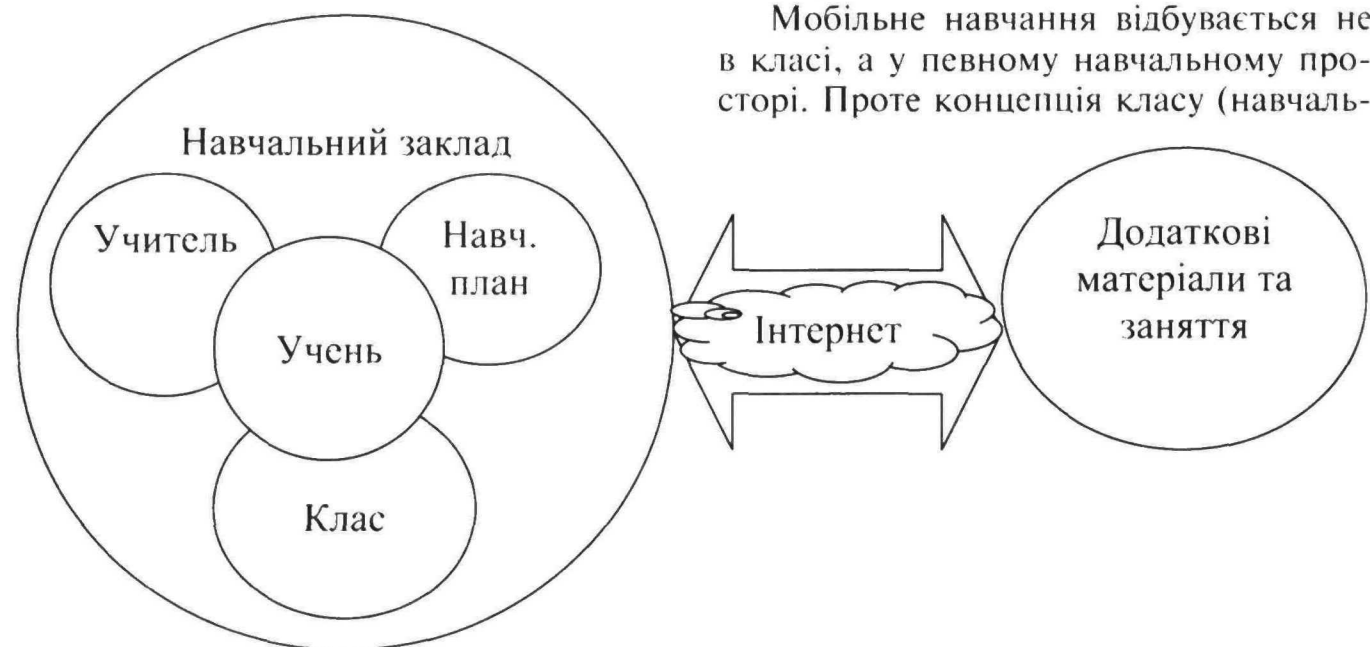 Мобільне навчання відбувається не
в класі, а у певному навчальному про-
сторі. Проте концепція класу (навчаль-
Навчальний заклад
Учитель
Навч.
план
Учень
Клас
Інтернет
Додаткові
матеріали та
заняття